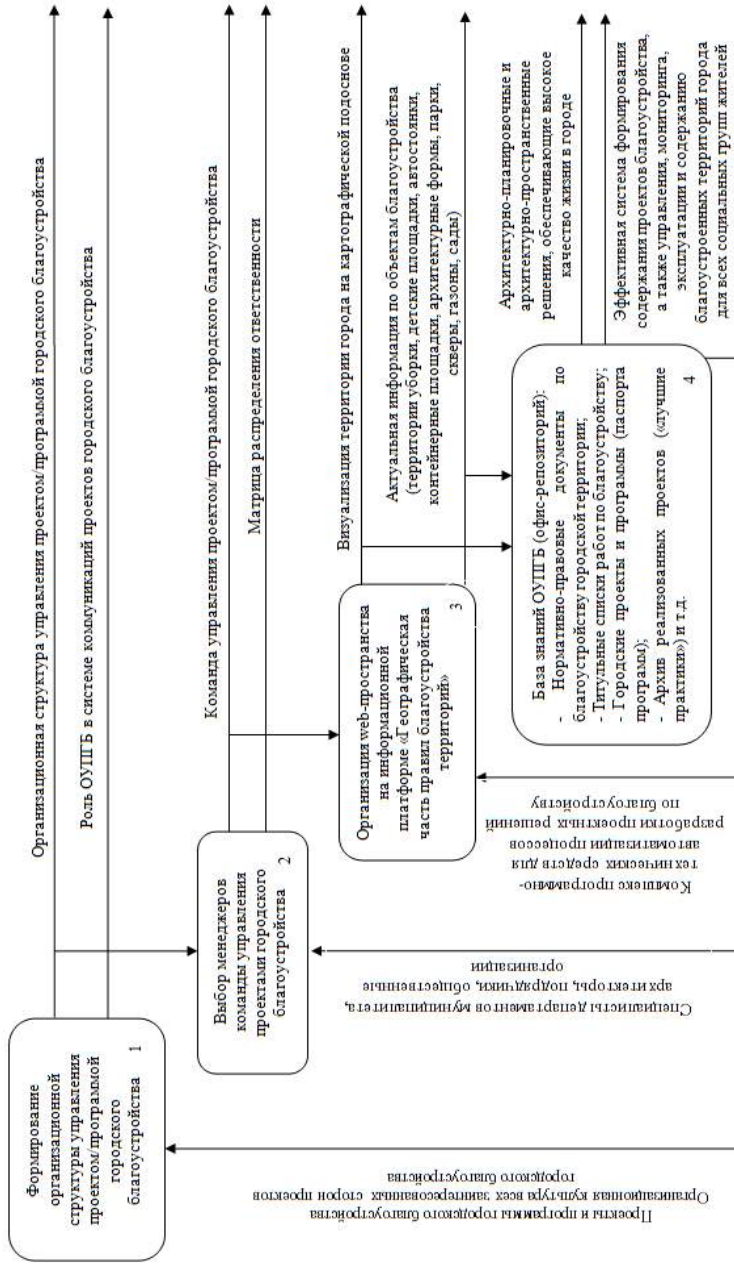 Формирование
организационной
структуры управления
проектом/программой
городского
благоустройства
1
Организационная структура управления проектом/программой городского благоустройства
Роль ОУПГБ в системе коммуникаций проектов городского благоустройства
Проекты и программы городского благоустройства
Организационная культура всех заинтересованных сторон проектов
городского благоустройства
Выбор менеджеров
команды управления
проектами городского
благоустройства
2
Команда управления проектом/программой городского благоустройства
Матрица распределения ответственности
Специалисты департаментов муниципалитета,
архитекторы, подрядчики, общественные
организации
Организация web-пространства
на информационной
платформе «Географическая
часть правил благоустройства
территорий»
3
Визуализация территории города на картографической подоснове
Актуальная информация по объектам благоустройства
(территории уборки, детские площадки, автостоянки,
контейнерные площадки, архитектурные формы, парки,
скверы, газоны, сады)
Комплекс программно-
технических средств для
автоматизации процессов
разработки проектных решений
по благоустройству
База знаний ОУПГБ (офис-репозиторий):
- Нормативно-правовые документы по
благоустройству городской территории;
- Титульные списки работ по благоустройству;
- Городские проекты и программы (паспорта
программ);
- Архив реализованных проектов («лучшие
практики») и т.д.
4
Архитектурно-планировочные и
архитектурно-пространственные
решения, обеспечивающие высокое
качество жизни в городе
Эффективная система формирования
содержания проектов благоустройства,
а также управления, мониторинга,
эксплуатации и содержанию
благоустроенных территорий города
для всех социальных групп жителей